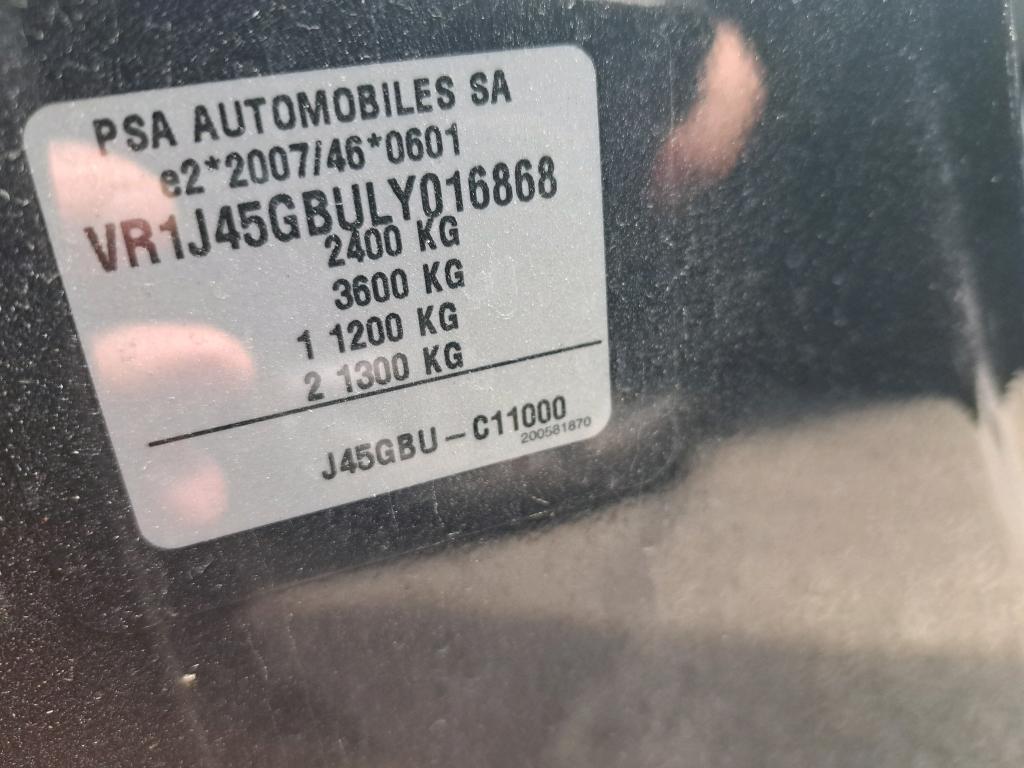 PSA AUTOMOBILES SA
e2*2007/46*0601
VR1J45GBULY016868
2400 KG
3600 KG
1 1200 KG
2 1300 KG
J45GBU - C11000
200581870